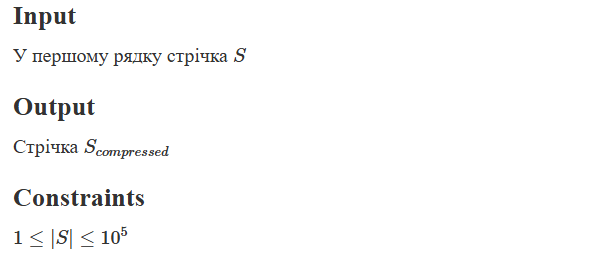 Input
У першому рядку стрічка S
Output
Стрічка S_compressed
Constraints
1 ≤ |S| ≤ 10^5